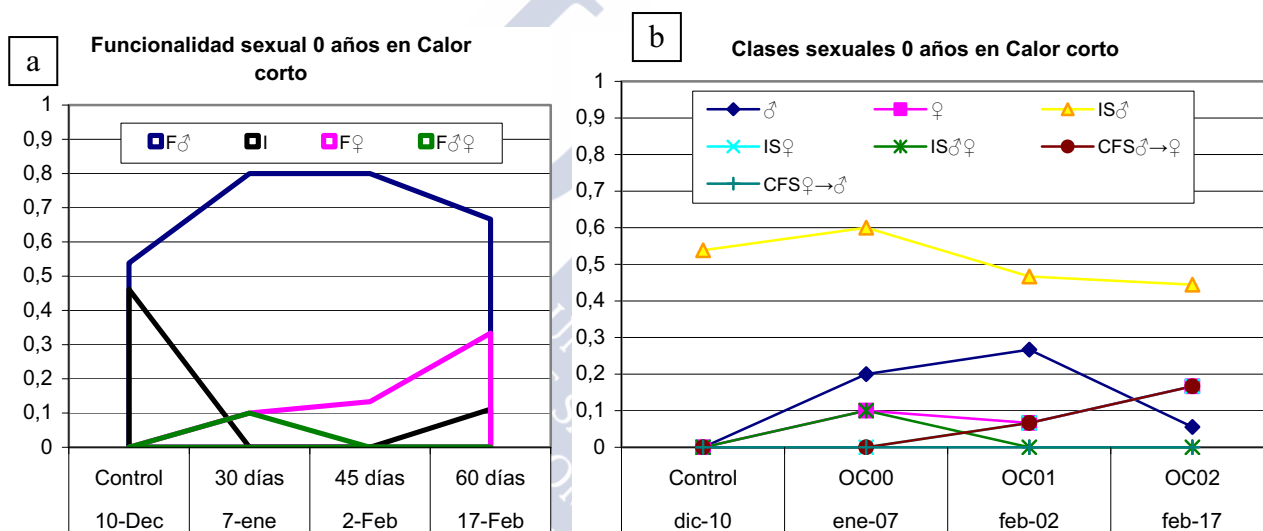 a
Funcionalidad sexual 0 años en Calor
corto
F♂ I F♀ F♂♀
1
0,9
0,8
0,7
0,6
0,5
0,4
0,3
0,2
0,1
0
Control 30 días 45 días 60 días
10-Dec 7-ene 2-Feb 17-Feb
b
Clases sexuales 0 años en Calor corto
♂ ♀ IS♂
IS♀ IS♂♀ CFS♂→♀
CFS♀→♂
1
0,9
0,8
0,7
0,6
0,5
0,4
0,3
0,2
0,1
0
Control OC00 OC01 OC02
dic-10 ene-07 feb-02 feb-17